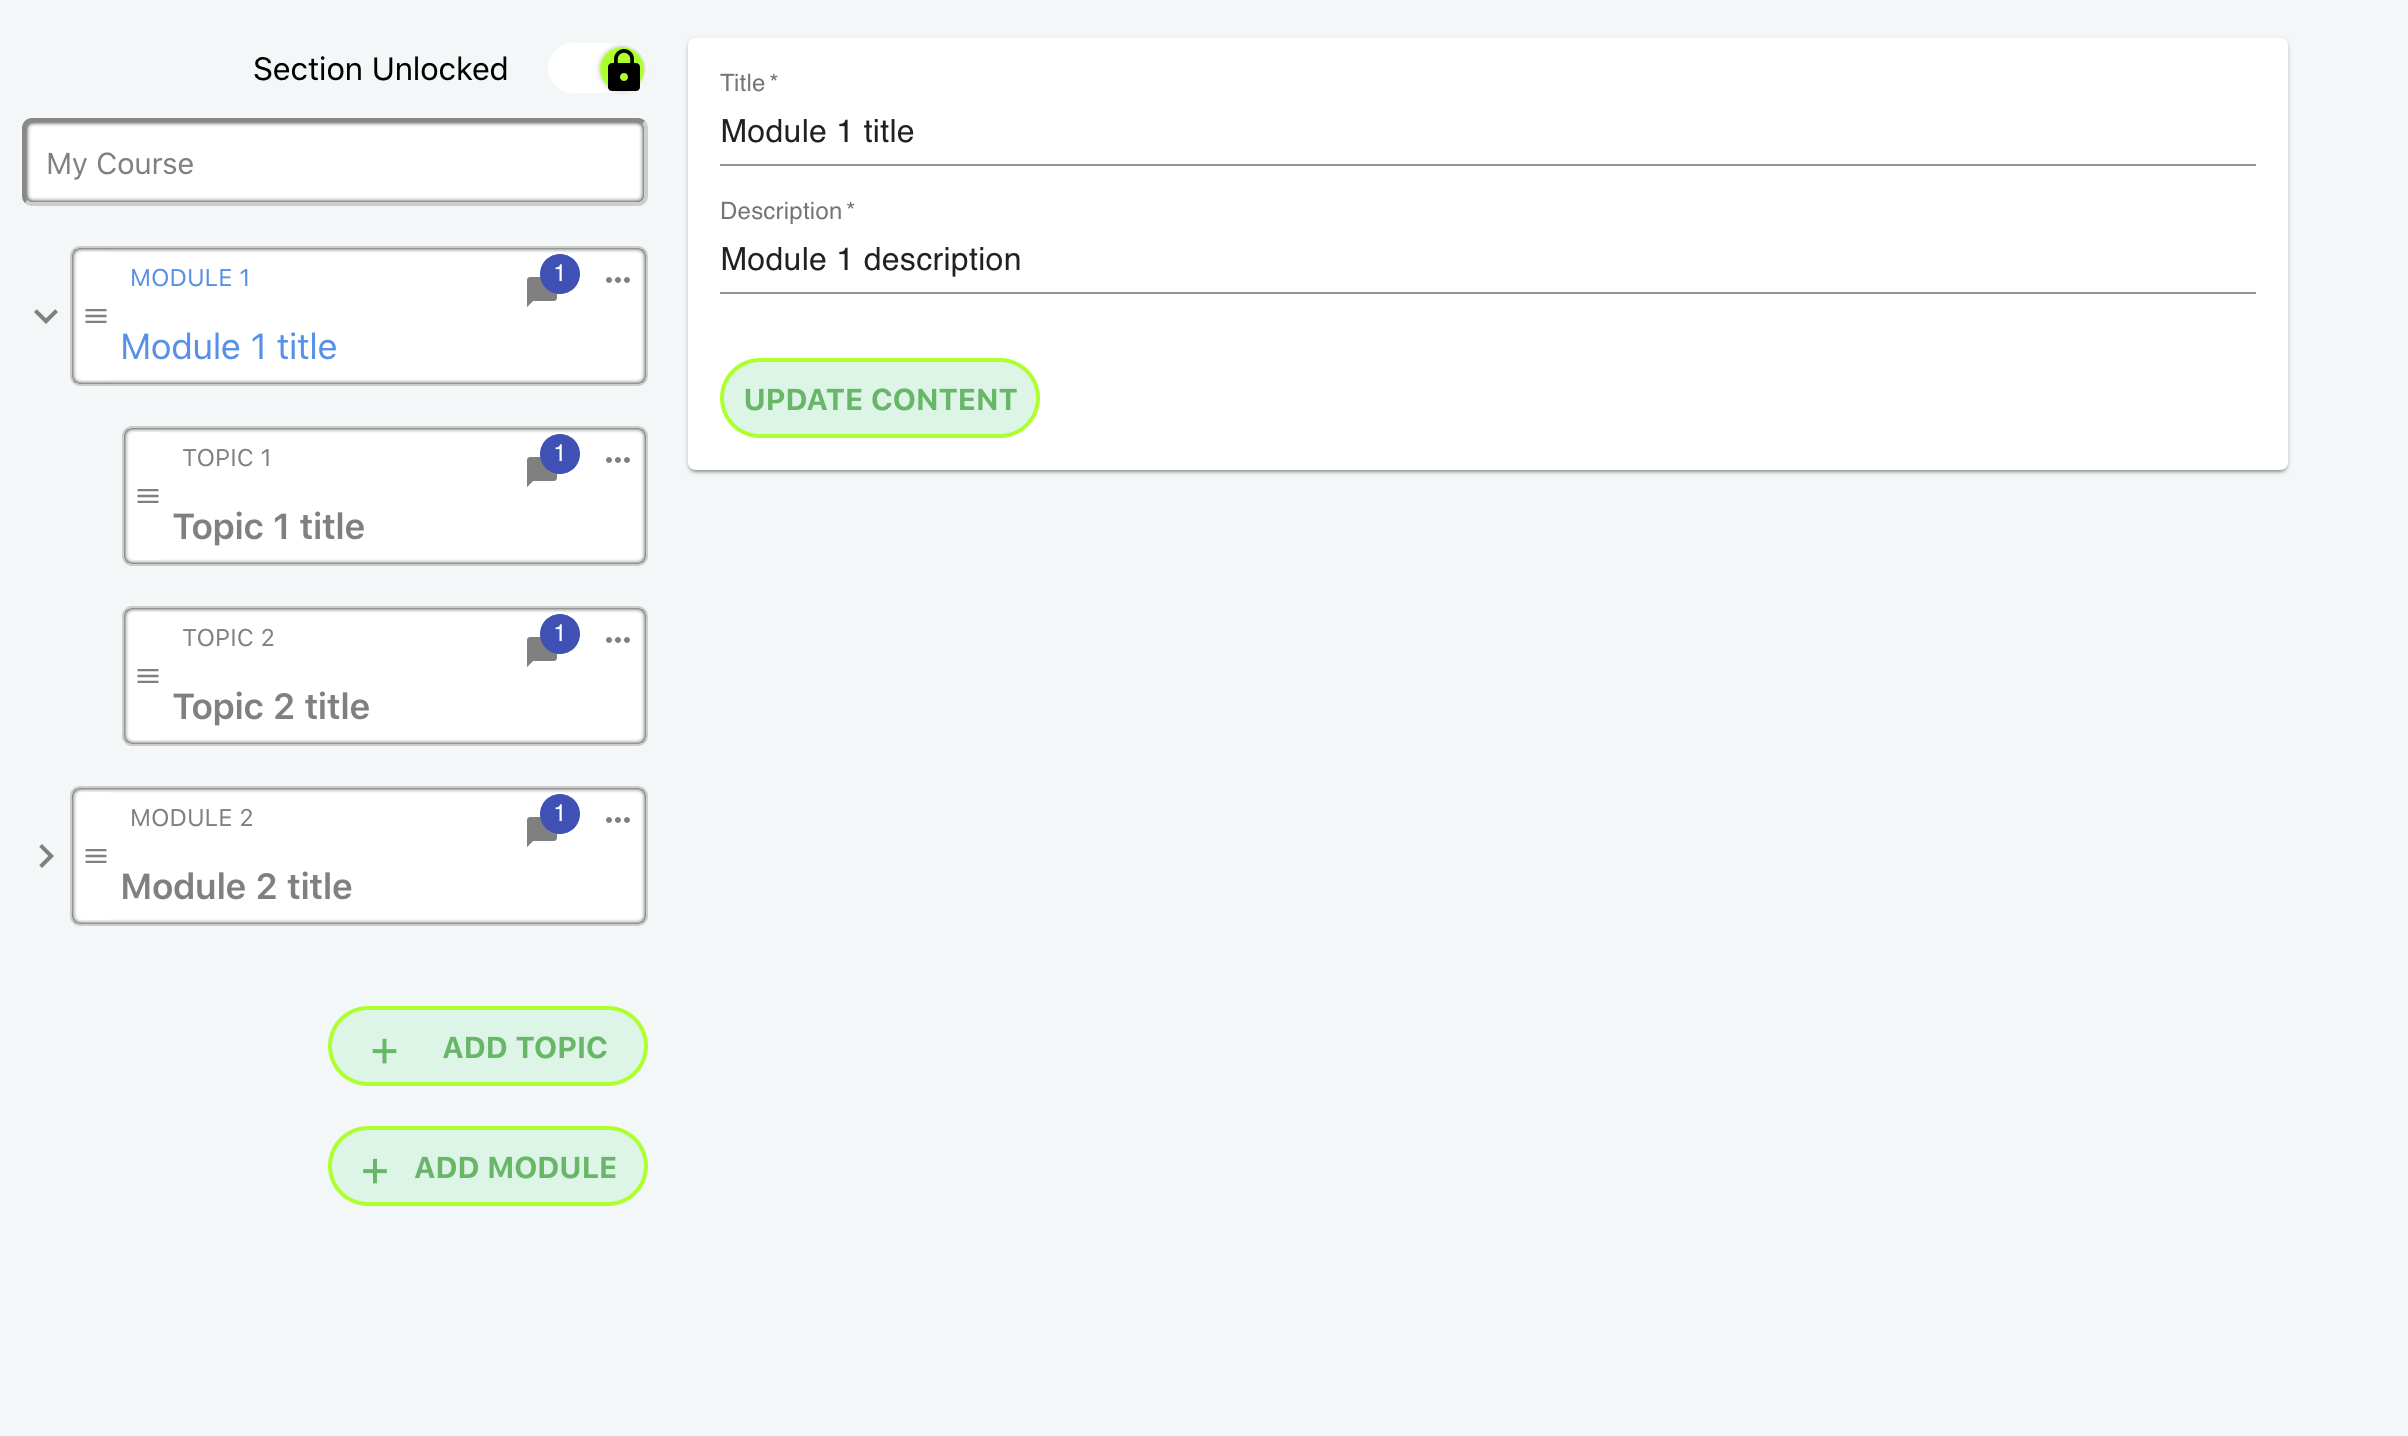 Section Unlocked
My Course
MODULE 1
1
Module 1 title
TOPIC 1
1
Topic 1 title
TOPIC 2
1
Topic 2 title
MODULE 2
1
Module 2 title
+ ADD TOPIC
+ ADD MODULE
Title *
Module 1 title
Description *
Module 1 description
UPDATE CONTENT